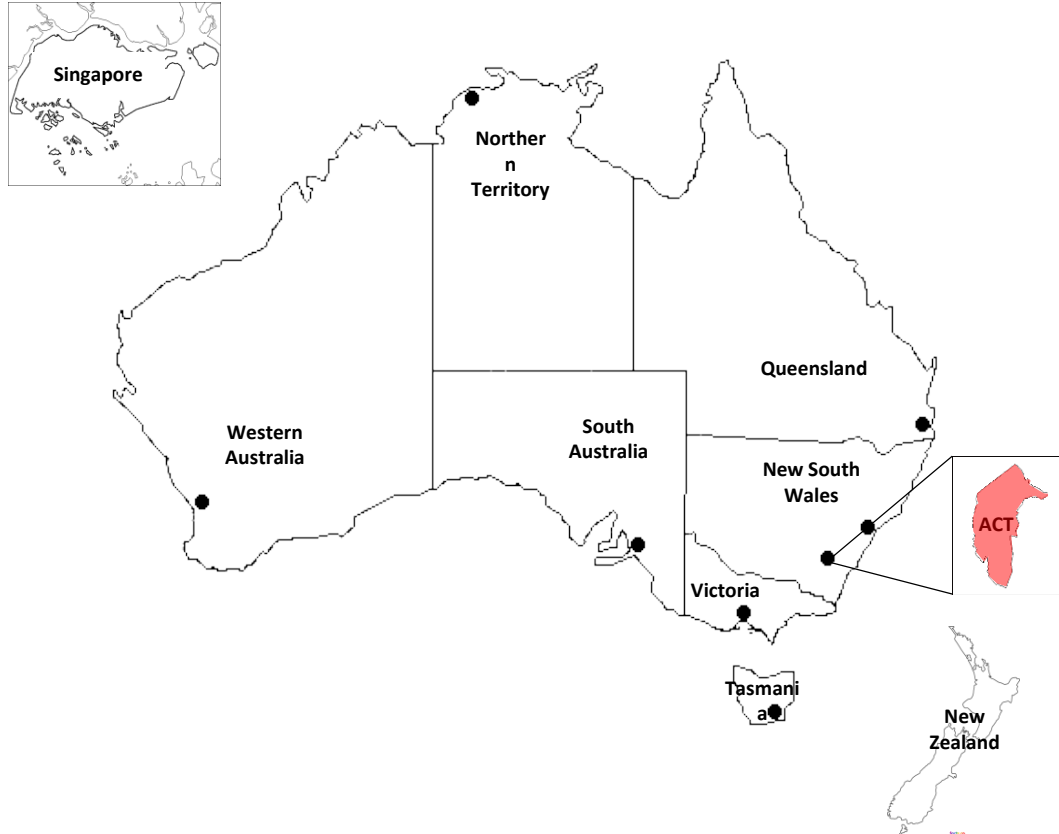 Singapore
Norther
n
Territory
Queensland
Western
Australia
South
Australia
New South
Wales
ACT
Victoria
Tasmani
a
New
Zealand